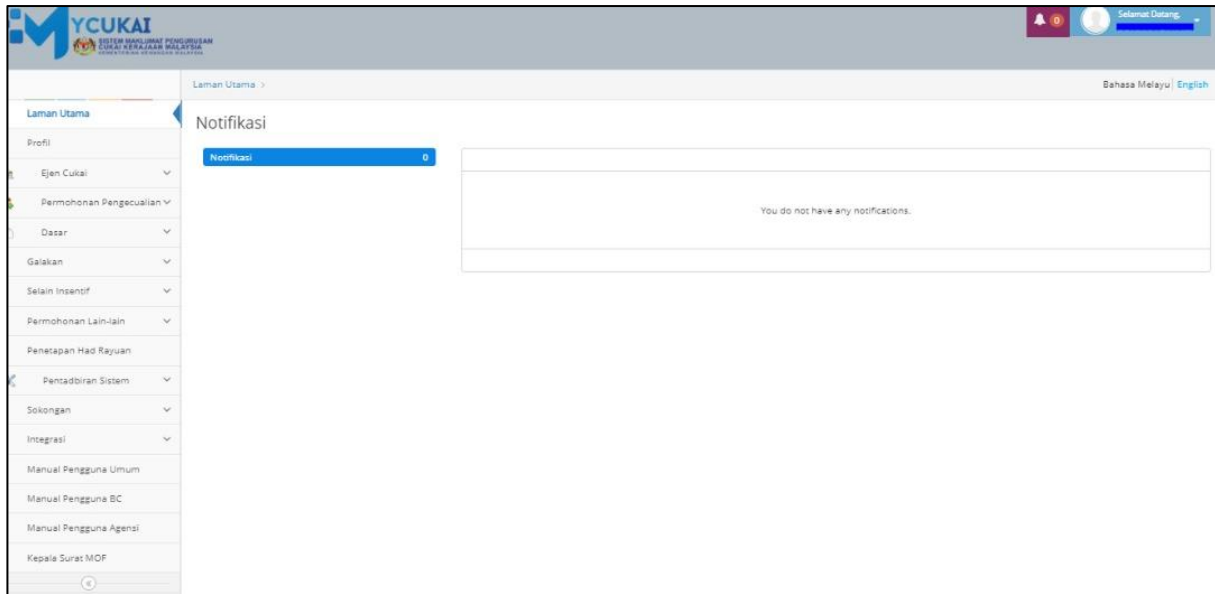 MYCUKAI
SISTEM MAKLUMAT PENGURUSAN
CUKAI KERAJAAN MALAYSIA
KEMENTERIAN KEWANGAN MALAYSIA
0
Selamat Datang,
Laman Utama >
Bahasa Melayu | English
Laman Utama
Profil
Ejen Cukai
Permohonan Pengecualian
Dasar
Galakan
Selain Insentif
Permohonan Lain-lain
Penetapan Had Rayuan
Pentadbiran Sistem
Sokongan
Integrasi
Manual Pengguna Umum
Manual Pengguna BC
Manual Pengguna Agensi
Kepala Surat MOF
Notifikasi
Notifikasi 0
You do not have any notifications.